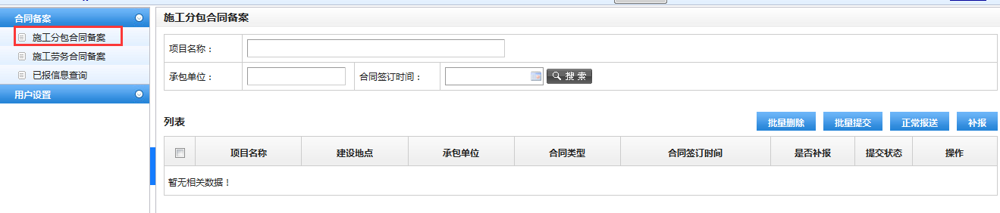 合同备案
施工分包合同备案
施工劳务合同备案
已报信息查询
用户设置
施工分包合同备案
项目名称：
承包单位： 合同签订时间： 搜 索
列表 批量删除 批量提交 正常报送 补报
项目名称 建设地点 承包单位 合同类型 合同签订时间 是否补报 提交状态 操作
暂无相关数据！